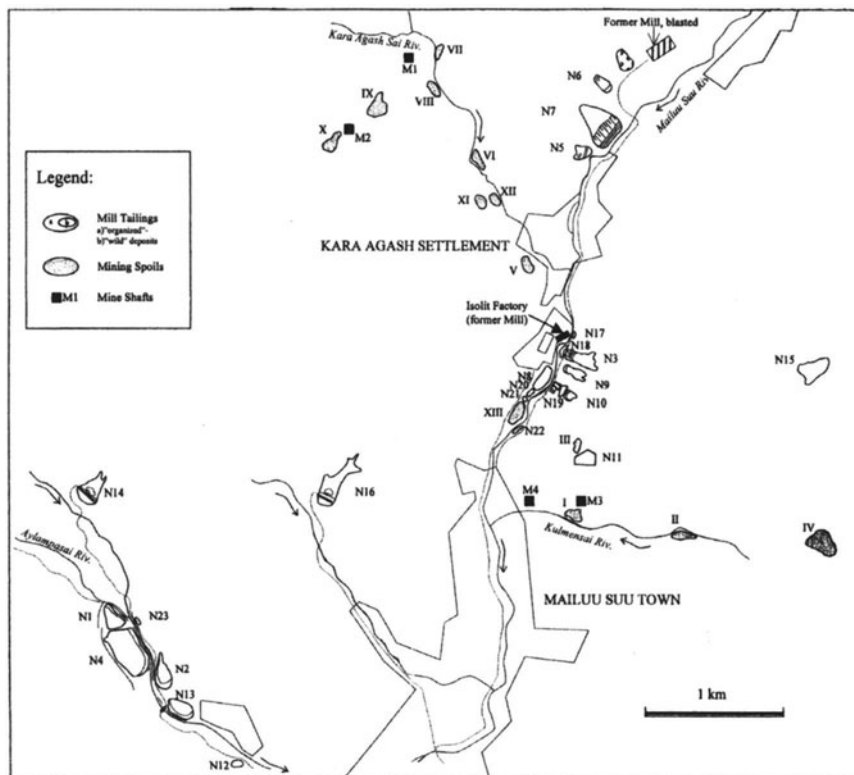 Former Mill, blasted
Kara Agash Sai Riv.
VII
M1
N6
VIII
IX
N7
Mailuu Suu Riv.
X
M2
N5
VI
Legend:
Mill Tailings
a)"organized"-
b)"wild" deposits
Mining Spoils
M1 Mine Shafts
XI
XII
KARA AGASH SETTLEMENT
V
Isolit Factory
(former Mill)
N17
N18
N3
N15
N8
N9
N20
N21
N19
N10
XIII
N22
III
N11
N14
N16
M4
I
M3
II
IV
Kulmensai Riv.
Aylampasai Riv.
MAILUU SUU TOWN
N1
N23
N4
N2
N13
1 km
N12